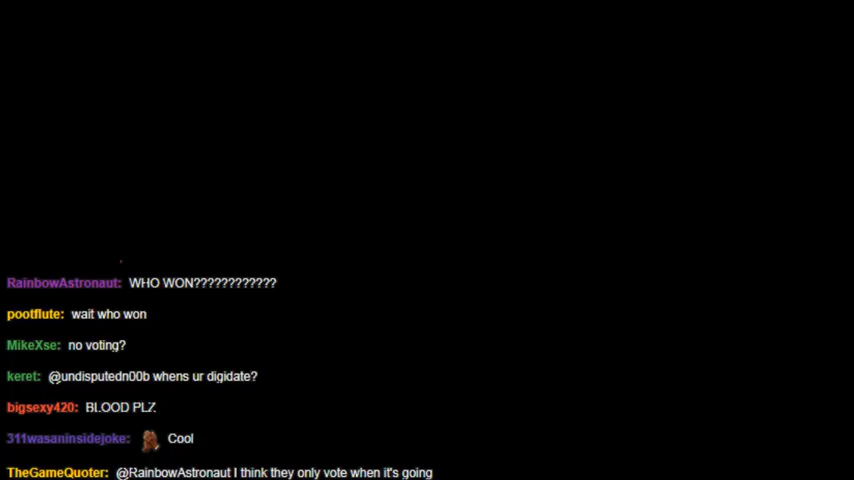 RainbowAstronaut: WHO WON????????????
pootflute: wait who won
MikeXse: no voting?
keret: @undisputedn00b whens ur digidate?
bigsexy420: BLOOD PLZ
311wasaninsidejoke: Cool
TheGameQuoter: @RainbowAstronaut I think they only vote when it's going